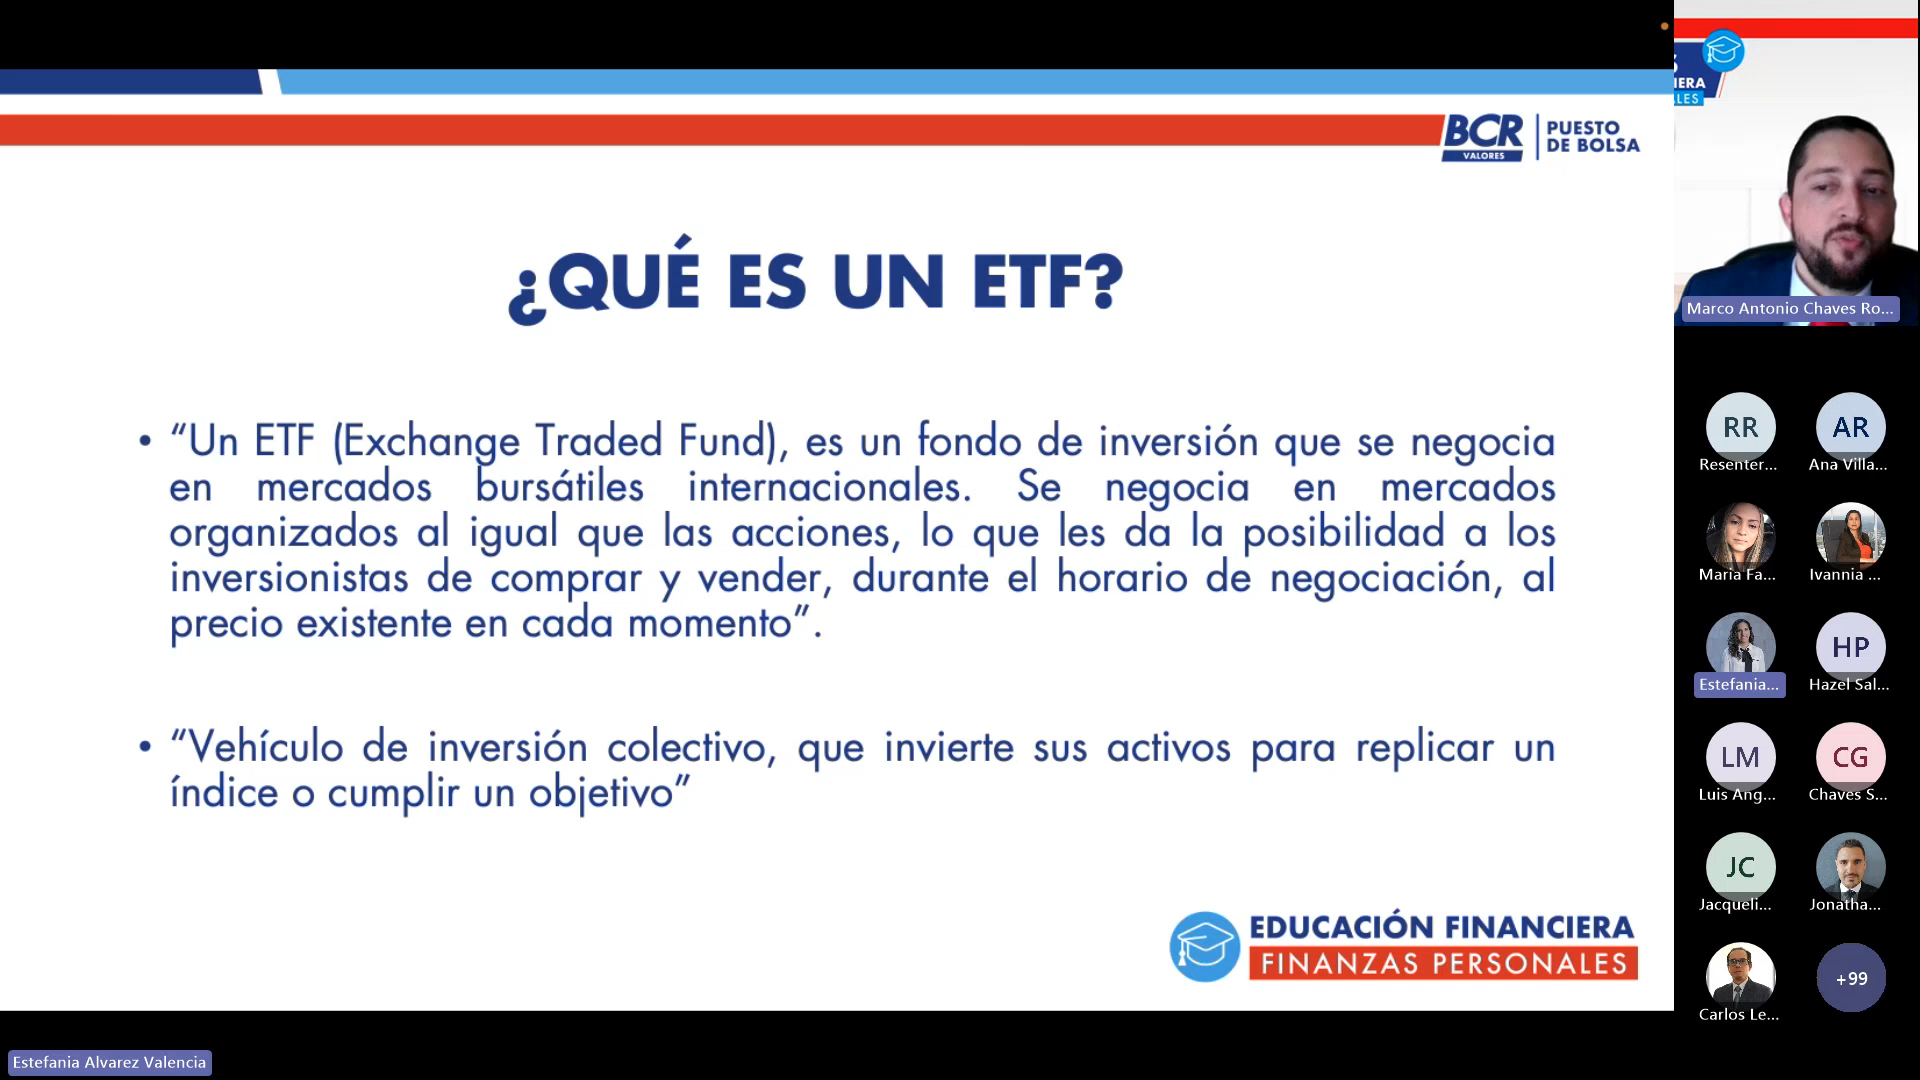 BCR
VALORES
PUESTO
DE BOLSA
¿QUÉ ES UN ETF?
• “Un ETF (Exchange Traded Fund), es un fondo de inversión que se negocia
en mercados bursátiles internacionales. Se negocia en mercados
organizados al igual que las acciones, lo que les da la posibilidad a los
inversionistas de comprar y vender, durante el horario de negociación, al
precio existente en cada momento”.
• “Vehículo de inversión colectivo, que invierte sus activos para replicar un
índice o cumplir un objetivo”
EDUCACIÓN FINANCIERA
FINANZAS PERSONALES
Estefania Alvarez Valencia
S
IERA
LES
Marco Antonio Chaves Ro...
RR
Resenter...
AR
Ana Villa...
Maria Fa...
Ivannia ...
Estefania...
HP
Hazel Sal...
LM
Luis Ang...
CG
Chaves S...
JC
Jacqueli...
Jonatha...
Carlos Le...
+99